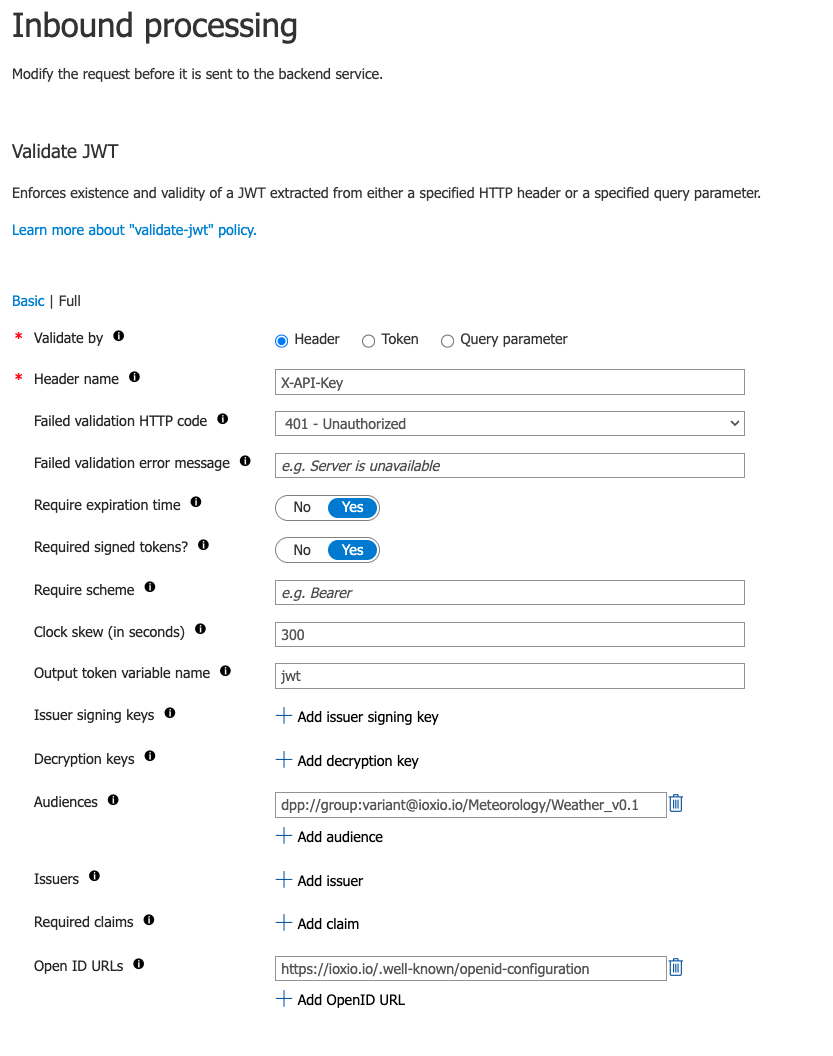 Inbound processing
Modify the request before it is sent to the backend service.
Validate JWT
Enforces existence and validity of a JWT extracted from either a specified HTTP header or a specified query parameter.
Learn more about "validate-jwt" policy.
Basic | Full
* Validate by Header Token Query parameter
* Header name X-API-Key
Failed validation HTTP code 401 - Unauthorized
Failed validation error message e.g. Server is unavailable
Require expiration time No Yes
Required signed tokens? No Yes
Require scheme e.g. Bearer
Clock skew (in seconds) 300
Output token variable name jwt
Issuer signing keys Add issuer signing key
Decryption keys Add decryption key
Audiences dpp://group:variant@ioxio.io/Meteorology/Weather_v0.1
Add audience
Issuers Add issuer
Required claims Add claim
Open ID URLs https://ioxio.io/.well-known/openid-configuration
Add OpenID URL